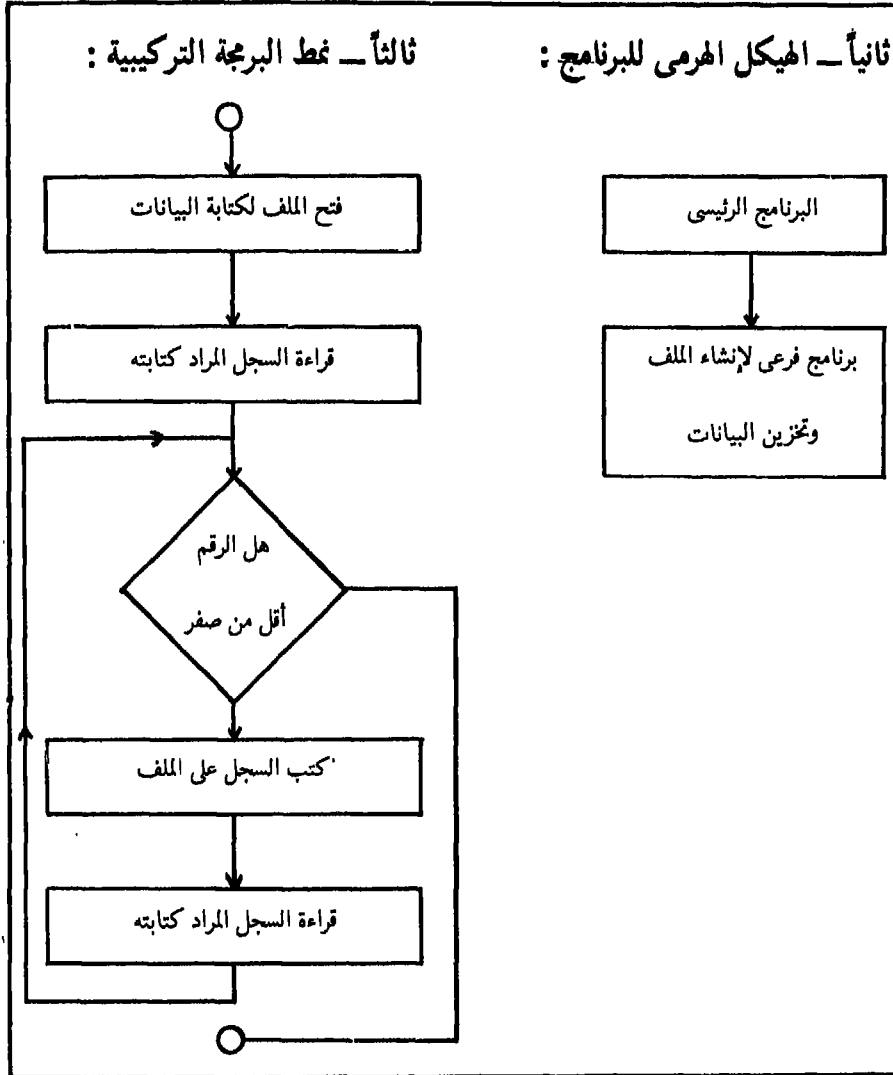 ثانياً ــ الهيكل الهرمى للبرنامج :
البرنامج الرئيسى
برنامج فرعى لإنشاء الملف
وتخزين البيانات
ثالثاً ــ نمط البرمجة التركيبية :
فتح الملف لكتابة البيانات
قراءة السجل المراد كتابته
هل الرقم
أقل من صفر
كتب السجل على الملف
قراءة السجل المراد كتابته